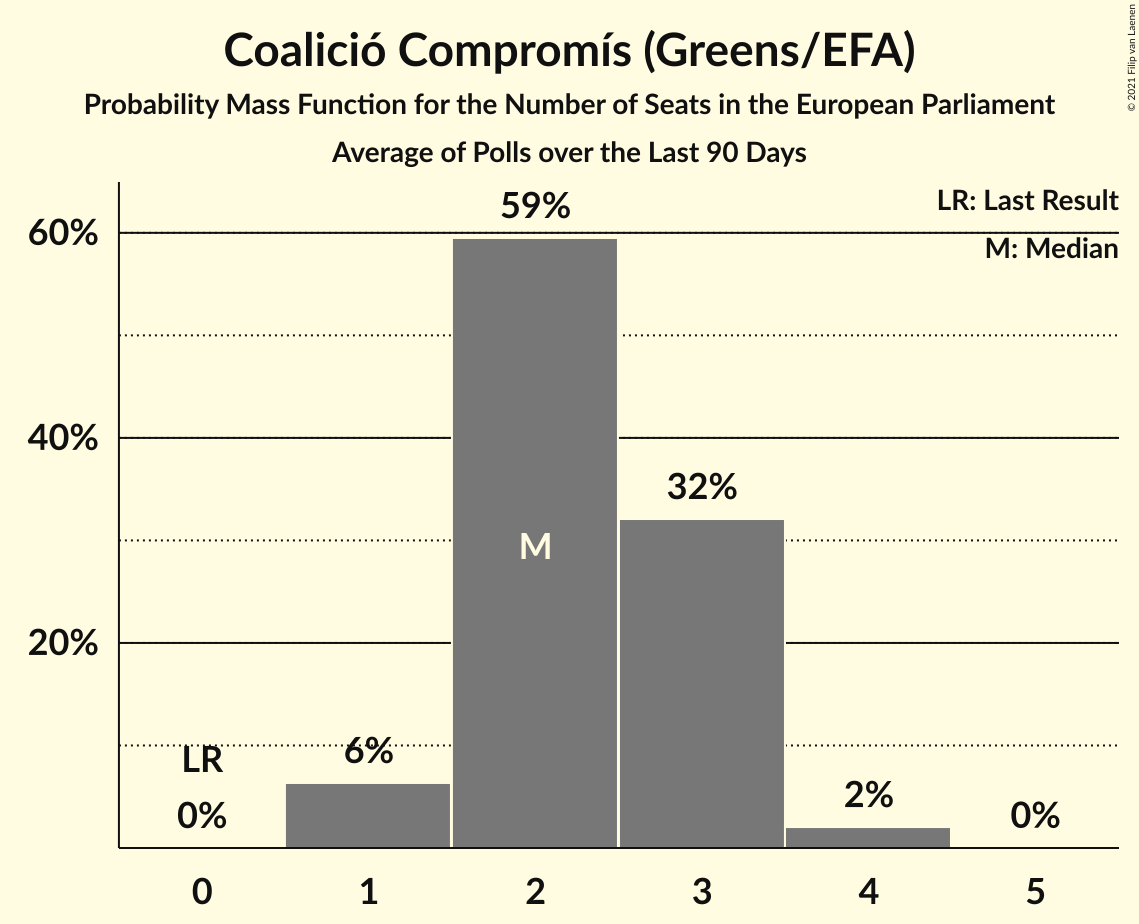 Coalició Compromís (Greens/EFA)
Probability Mass Function for the Number of Seats in the European Parliament
Average of Polls over the Last 90 Days
© 2021 Filip van Laenen
LR: Last Result
M: Median
59%
60%
40%
32%
M
20%
6%
LR
0%
2%
0%
0 1 2 3 4 5